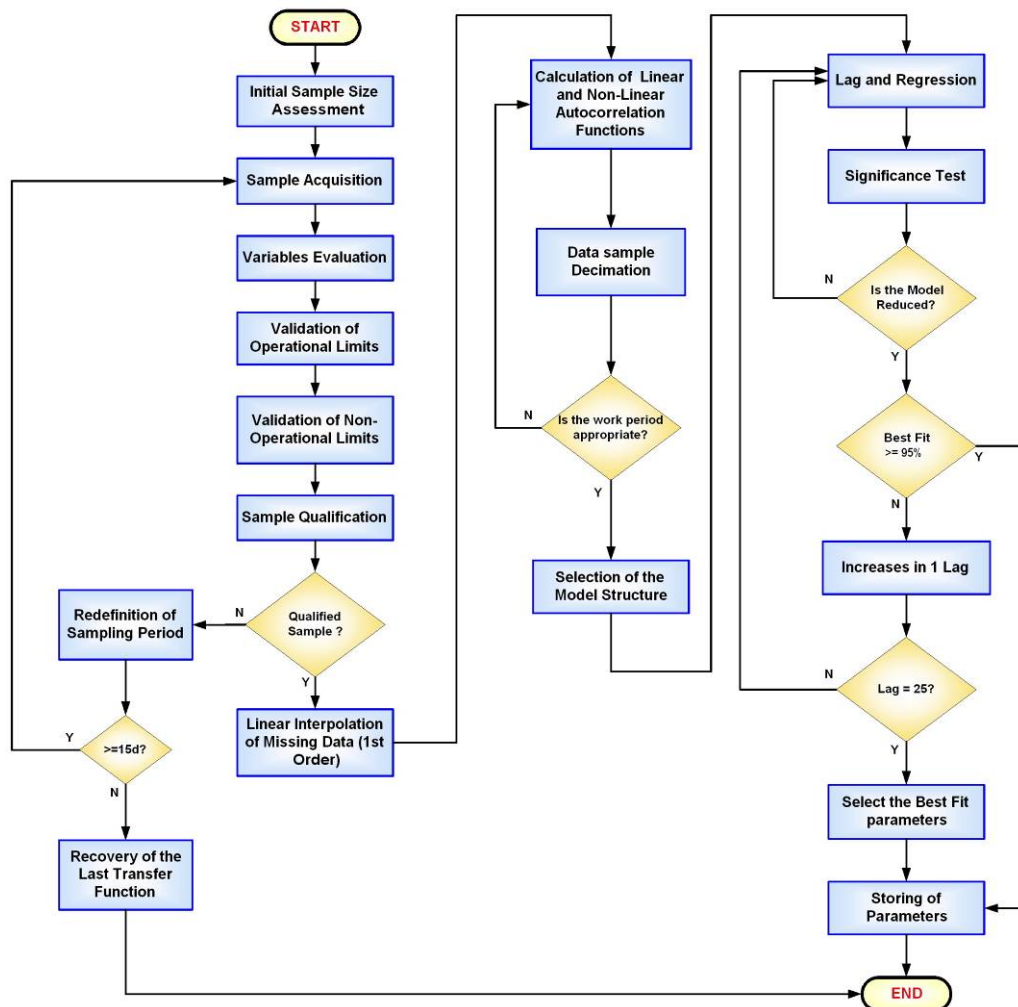 START
Initial Sample Size
Assessment
Sample Acquisition
Variables Evaluation
Validation of
Operational Limits
Validation of Non-
Operational Limits
Sample Qualification
Qualified
Sample ?
N
Y
Redefinition of
Sampling Period
>=15d?
Y
N
Recovery of the
Last Transfer
Function
Linear Interpolation
of Missing Data (1st
Order)
Calculation of Linear
and Non-Linear
Autocorrelation
Functions
Data sample
Decimation
Is the work period
appropriate?
N
Y
Selection of the
Model Structure
Lag and Regression
Significance Test
Is the Model
Reduced?
N
Y
Best Fit
>= 95%
Y
N
Increases in 1 Lag
Lag = 25?
N
Y
Select the Best Fit
parameters
Storing of
Parameters
END